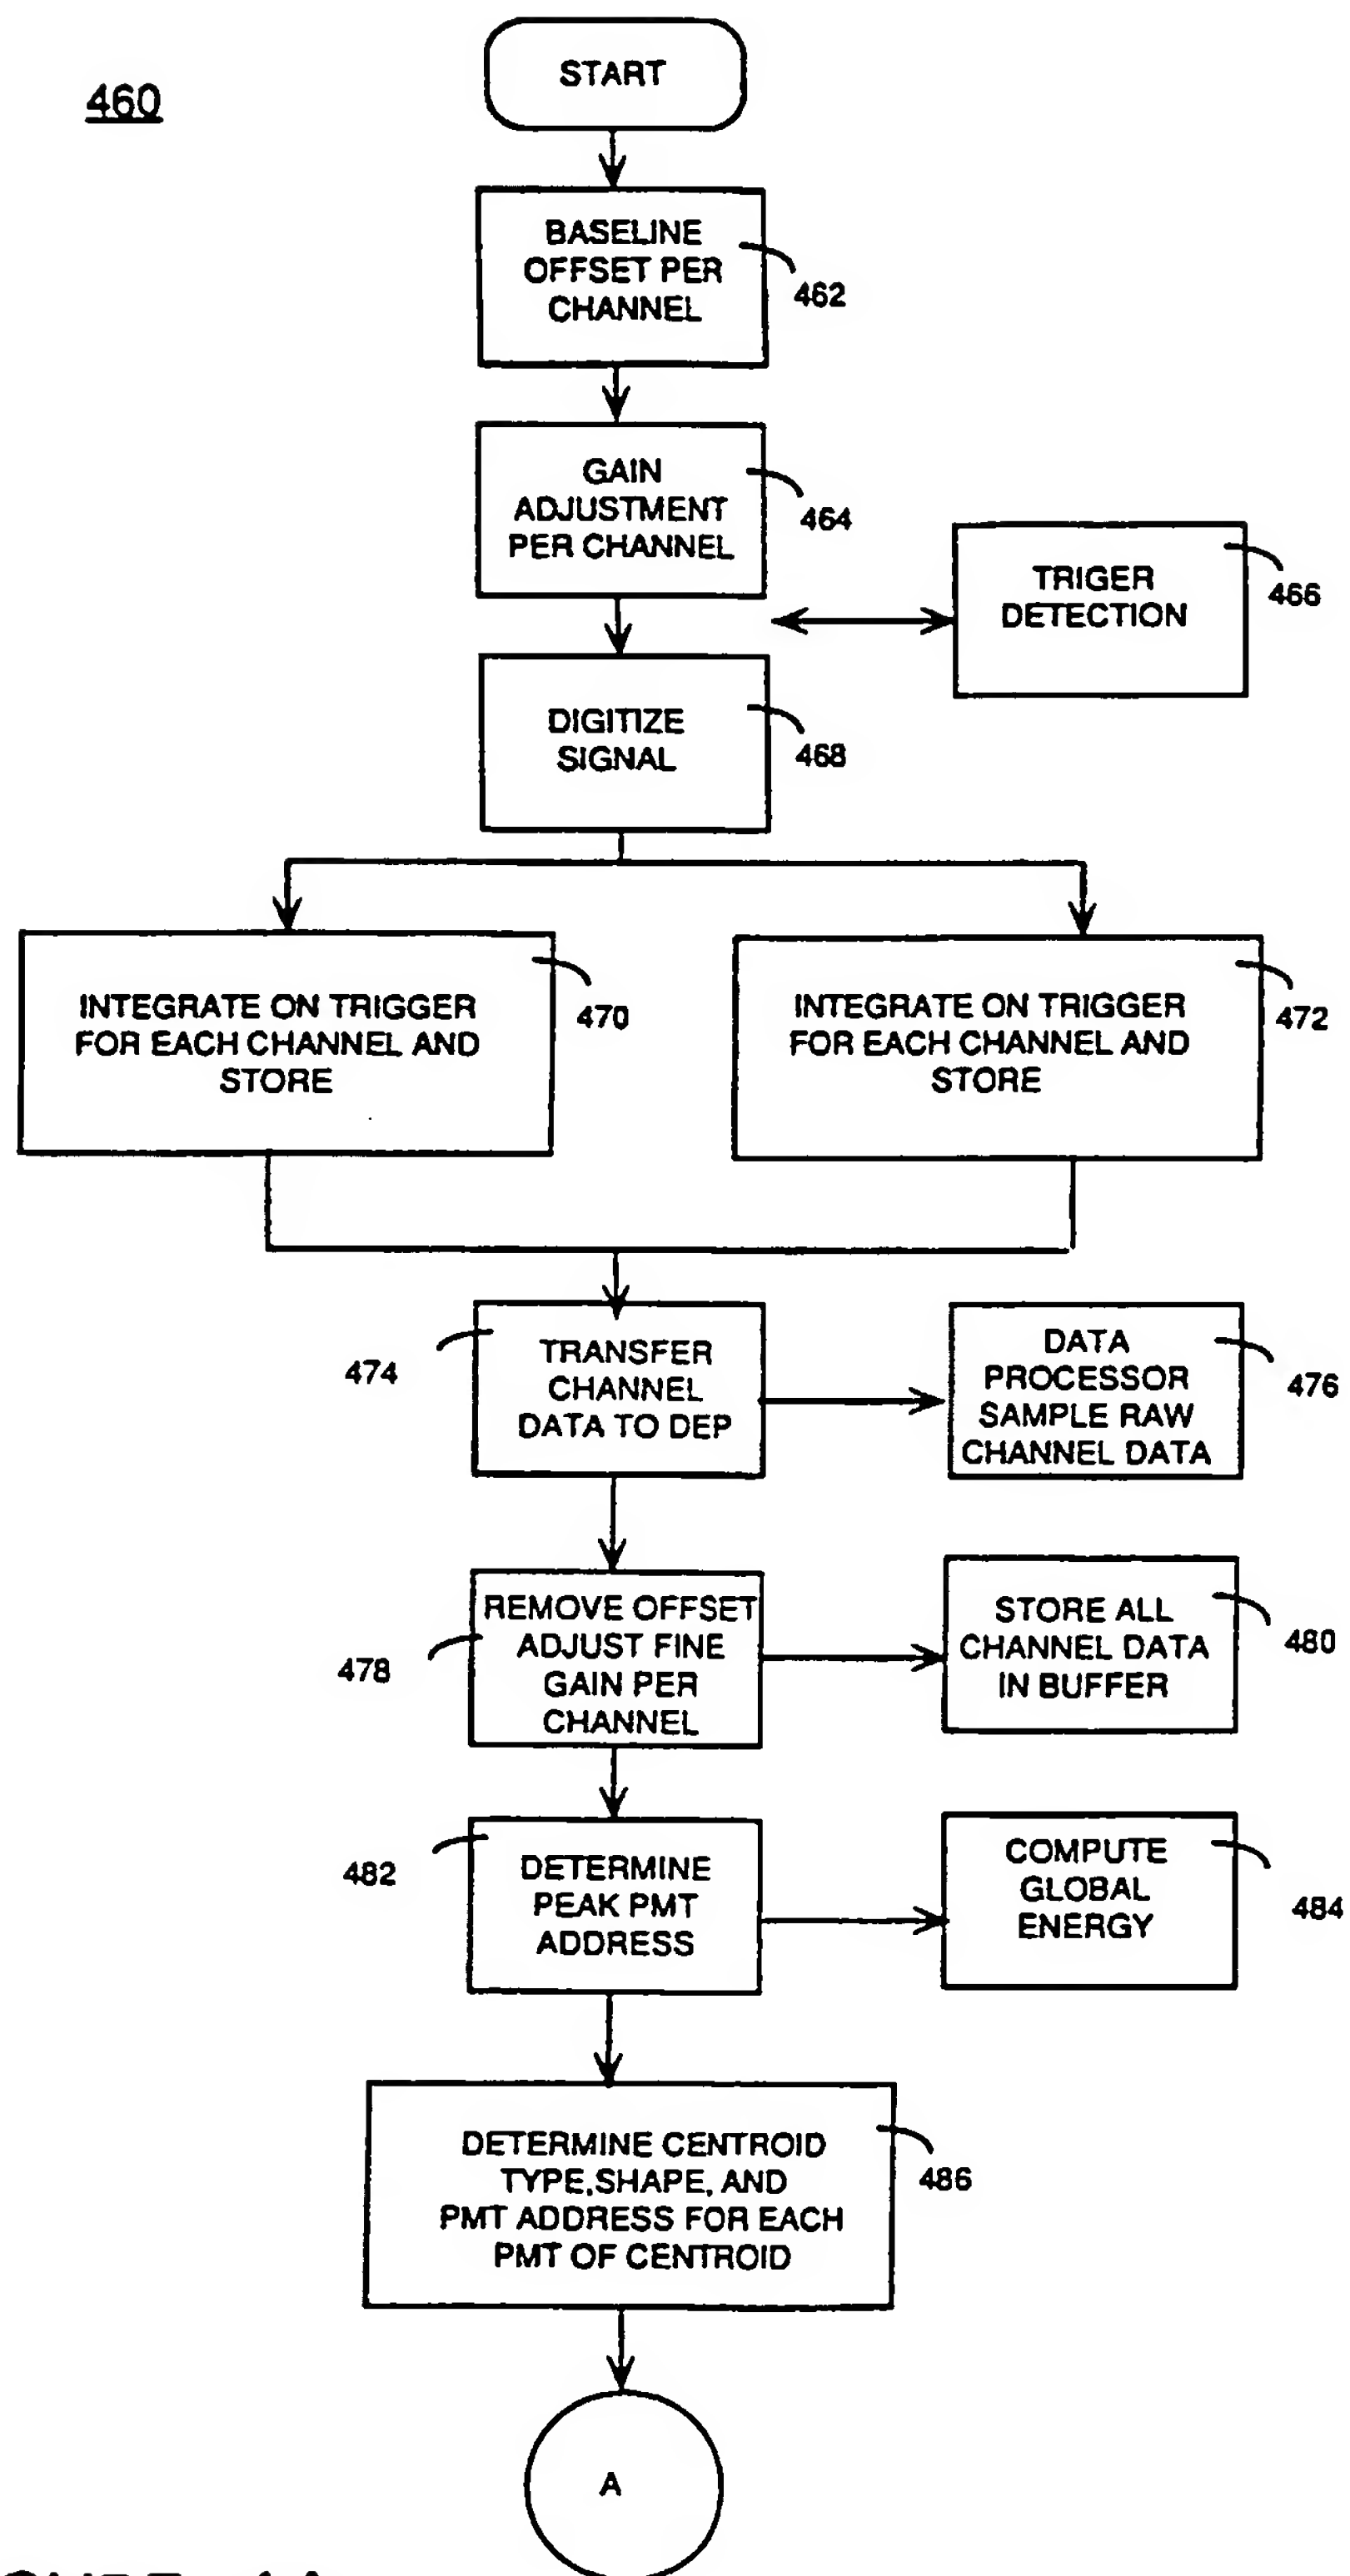 460
START
BASELINE
OFFSET PER
CHANNEL
462
GAIN
ADJUSTMENT
PER CHANNEL
464
TRIGER
DETECTION
466
DIGITIZE
SIGNAL
468
INTEGRATE ON TRIGGER
FOR EACH CHANNEL AND
STORE
470
INTEGRATE ON TRIGGER
FOR EACH CHANNEL AND
STORE
472
474
TRANSFER
CHANNEL
DATA TO DEP
DATA
PROCESSOR
SAMPLE RAW
CHANNEL DATA
476
478
REMOVE OFFSET
ADJUST FINE
GAIN PER
CHANNEL
STORE ALL
CHANNEL DATA
IN BUFFER
480
482
DETERMINE
PEAK PMT
ADDRESS
COMPUTE
GLOBAL
ENERGY
484
DETERMINE CENTROID
TYPE,SHAPE, AND
PMT ADDRESS FOR EACH
PMT OF CENTROID
486
A